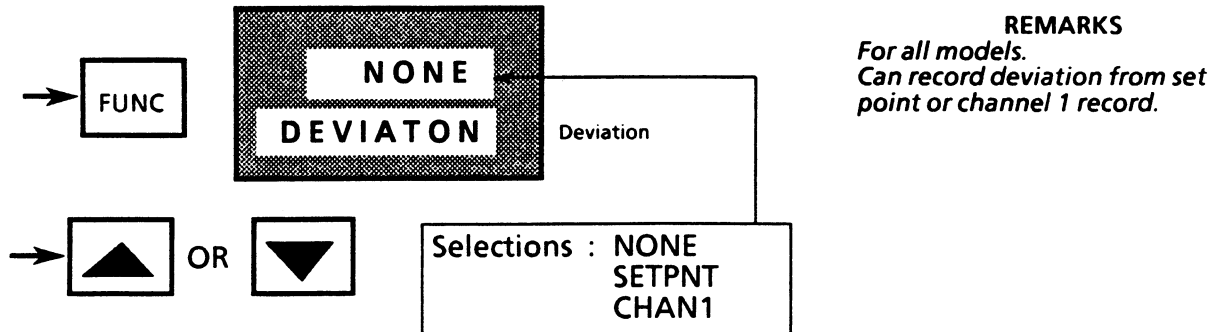 REMARKS
For all models.
Can record deviation from set
point or channel 1 record.
FUNC
NONE
DEVIATON
Deviation
OR
Selections : NONE
SETPNT
CHAN1